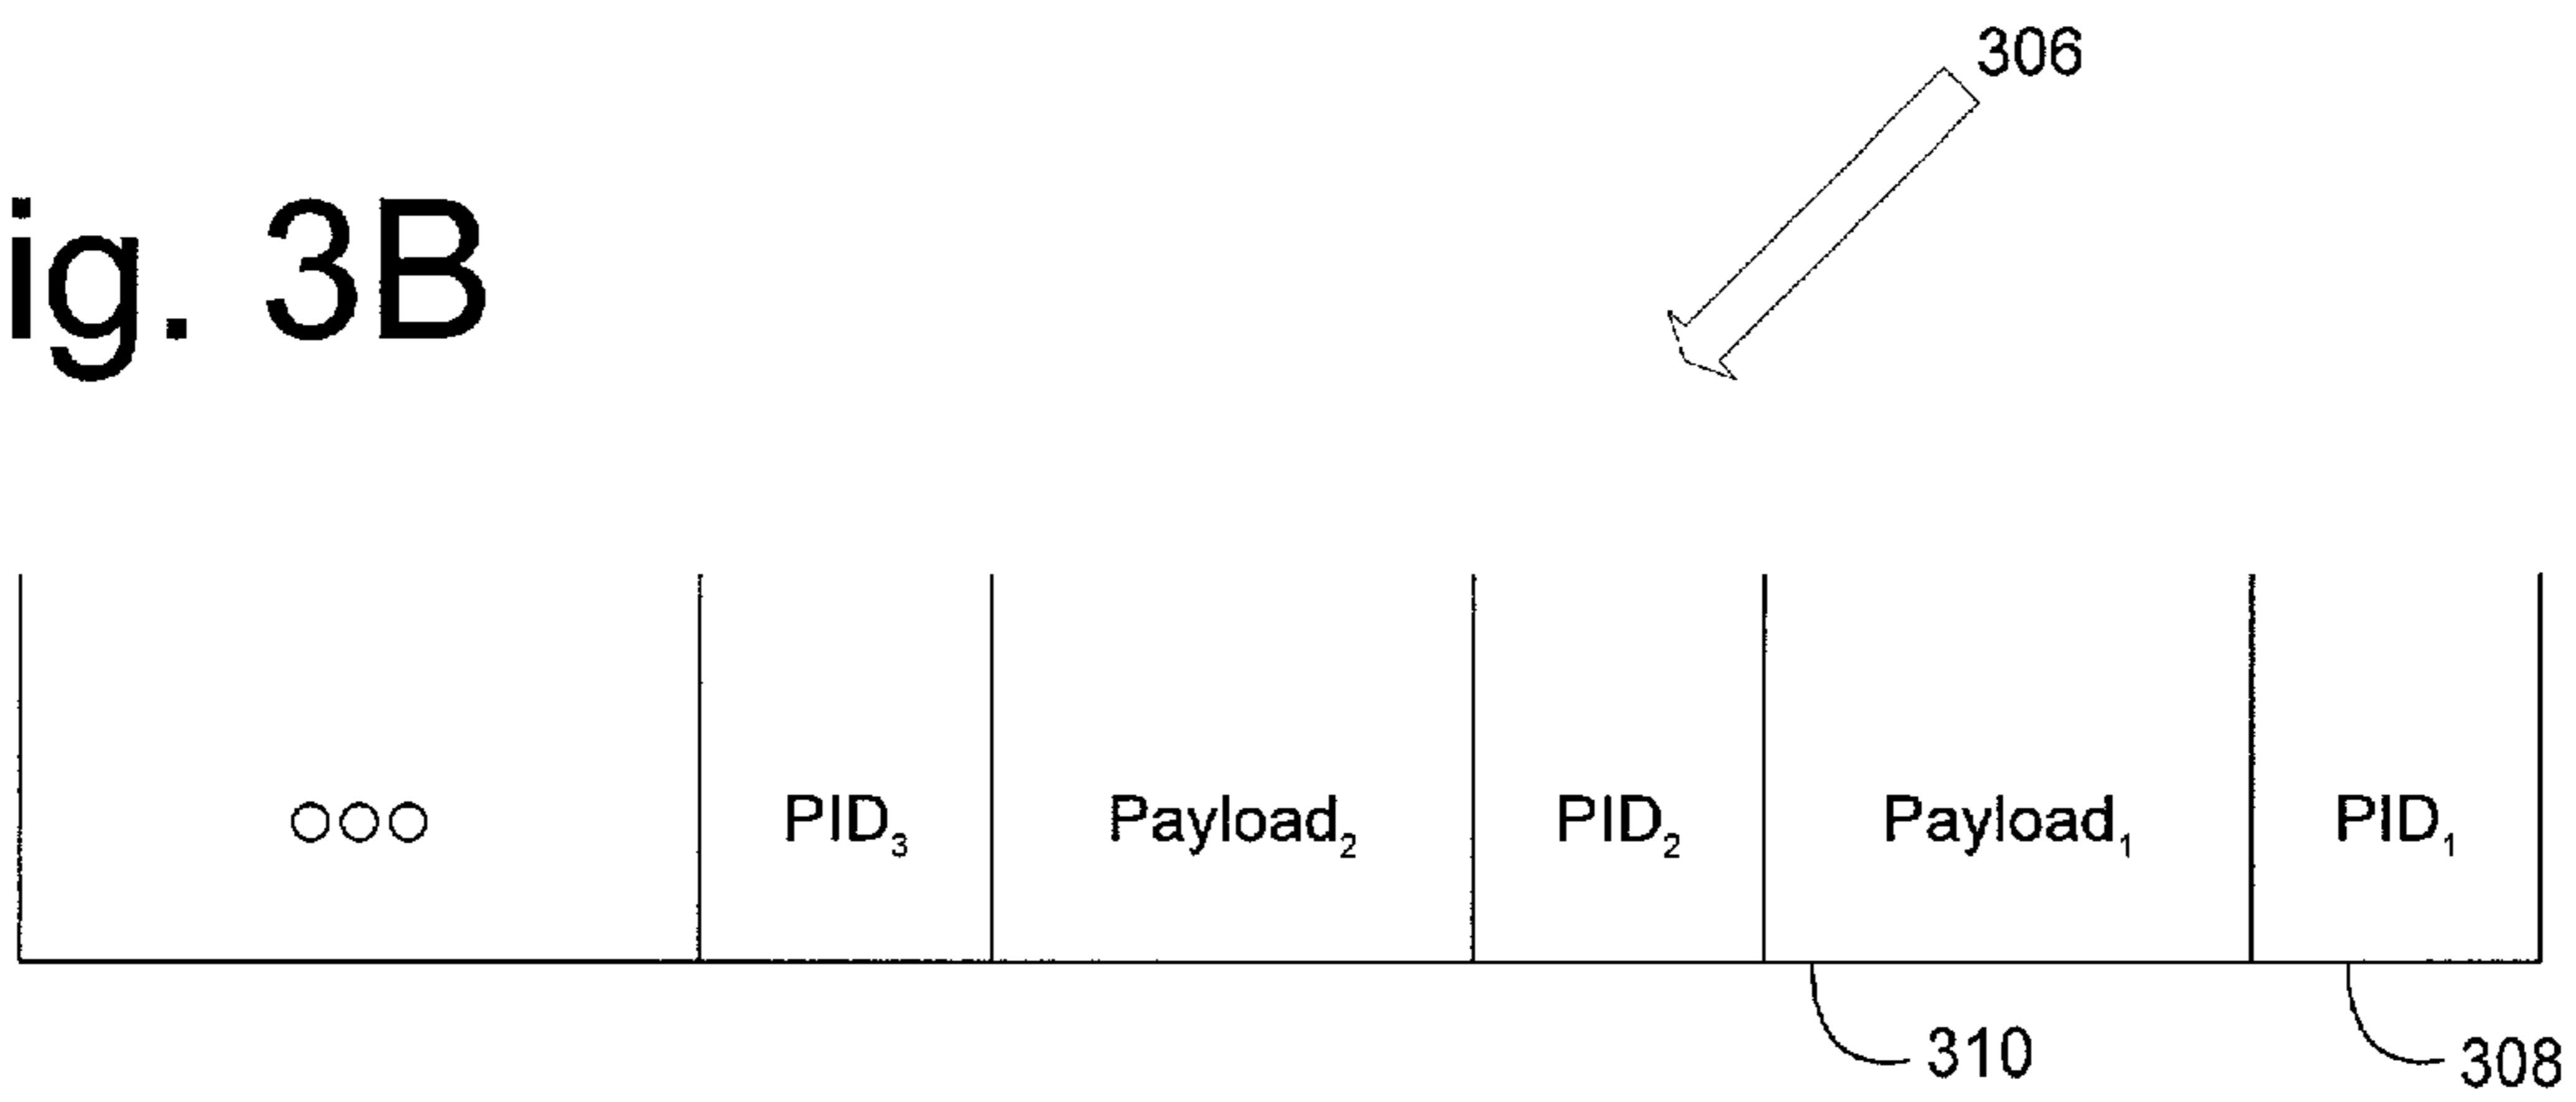 306
ig. 3B
○○○ PID₃ Payload₂ PID₂ Payload₁ PID₁
310
308